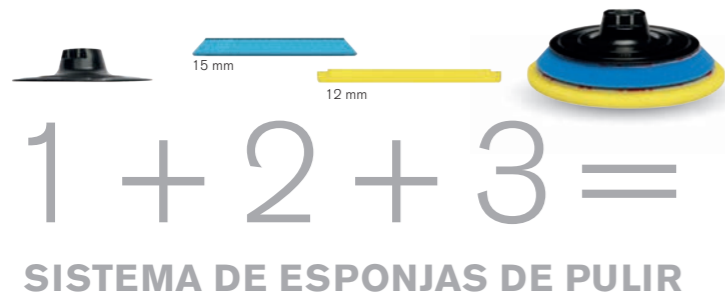 15 mm
12 mm
1 + 2 + 3 =
SISTEMA DE ESPONJAS DE PULIR